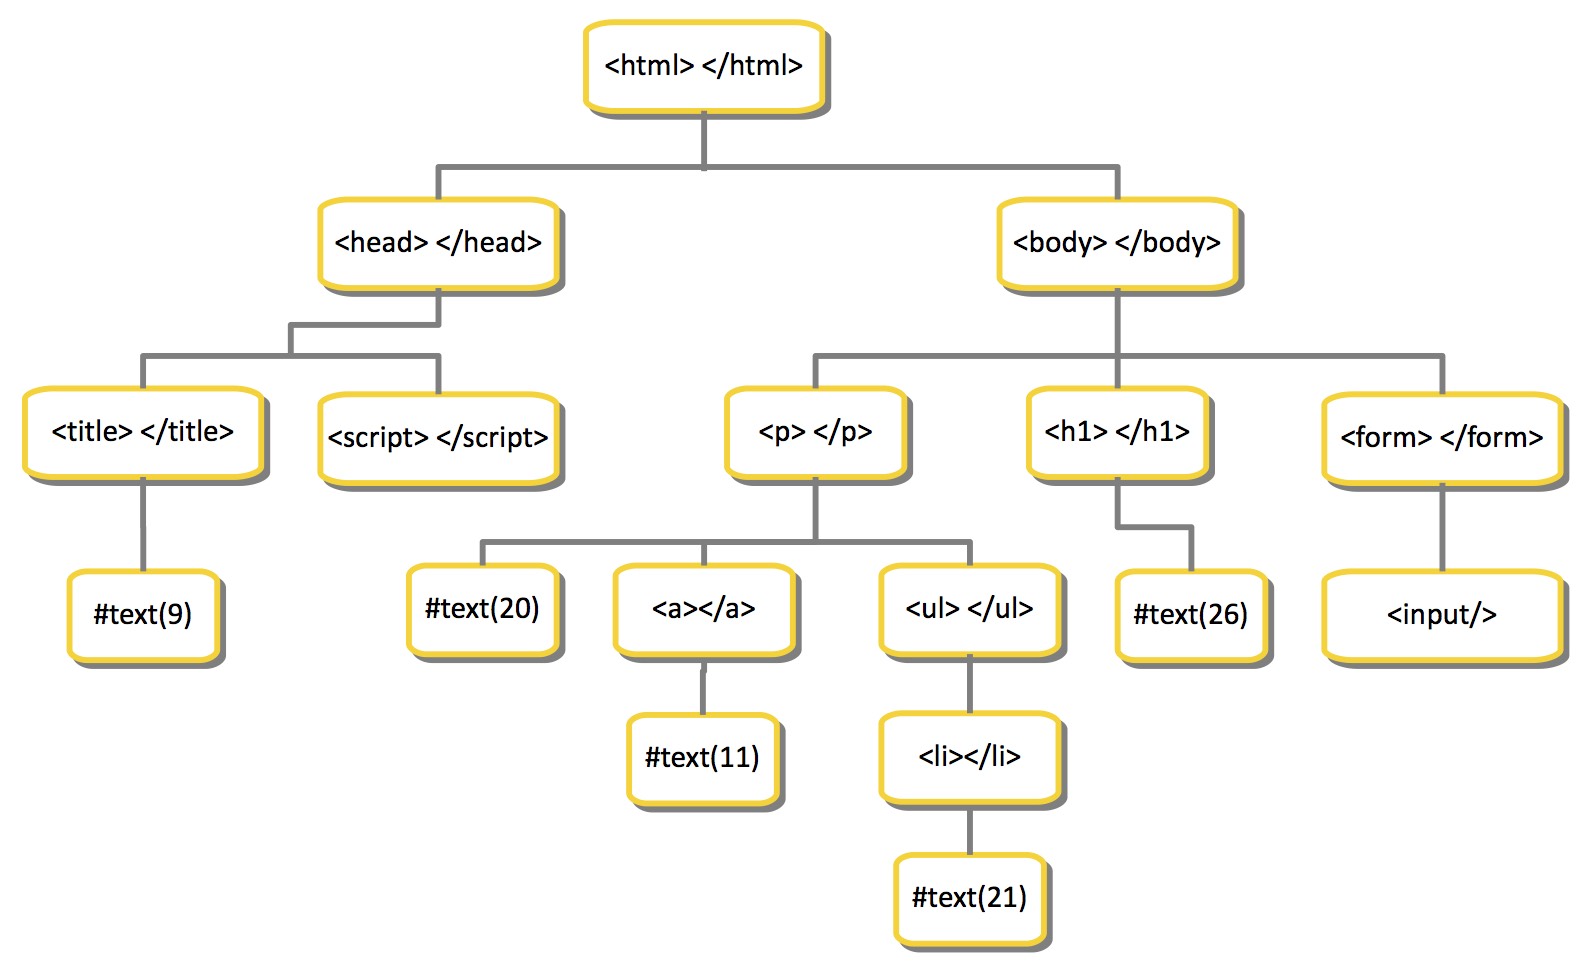 <html> </html>
<head> </head>
<body> </body>
<title> </title>
<script> </script>
<p> </p>
<h1> </h1>
<form> </form>
#text(9)
#text(20)
<a></a>
<ul> </ul>
#text(26)
<input/>
#text(11)
<li></li>
#text(21)